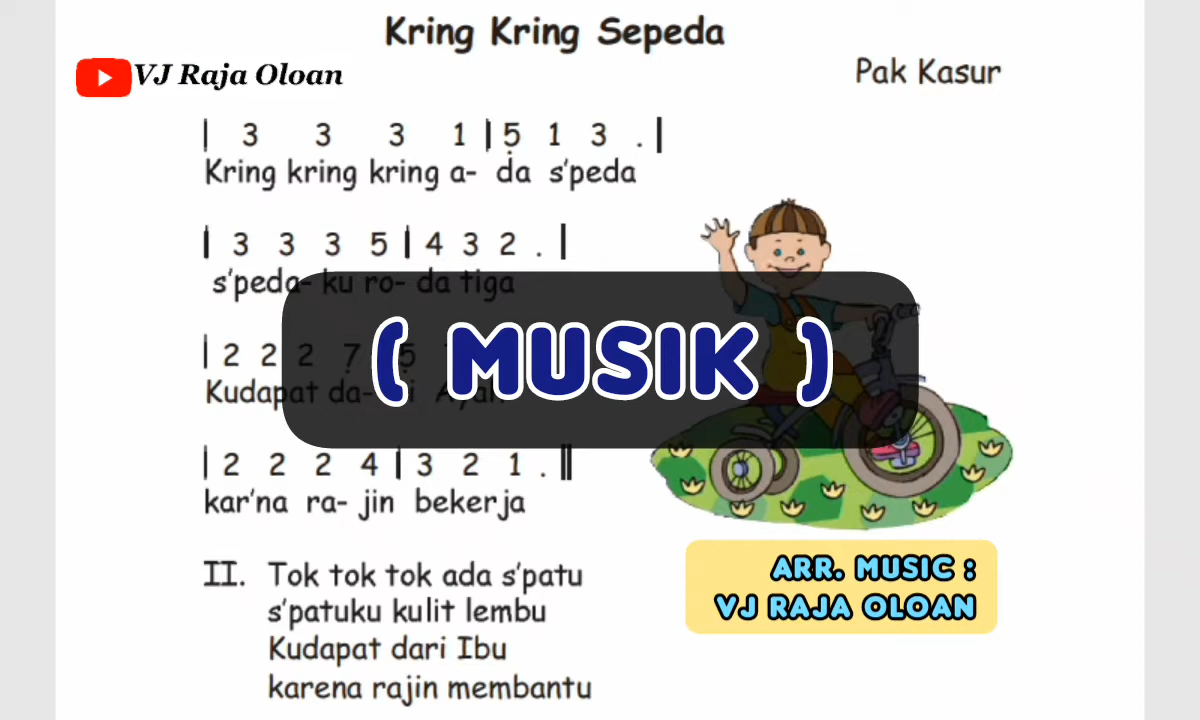 Kring Kring Sepeda
VJ Raja Oloan
Pak Kasur
| 3 3 3 1 | 5̣ 1 3 . |
Kring kring kring a- da s'peda
| 3 3 3 5 | 4 3 2 . |
s'peda- ku ro- da tiga
( MUSIK )
| 2 2 2 7̣ 5̣
Kudapat da- i Ayah
| 2 2 2 4 | 3 2 1 . ||
kar'na ra- jin bekerja
II. Tok tok tok ada s'patu
s'patuku kulit lembu
Kudapat dari Ibu
karena rajin membantu
ARR. MUSIC :
VJ RAJA OLOAN